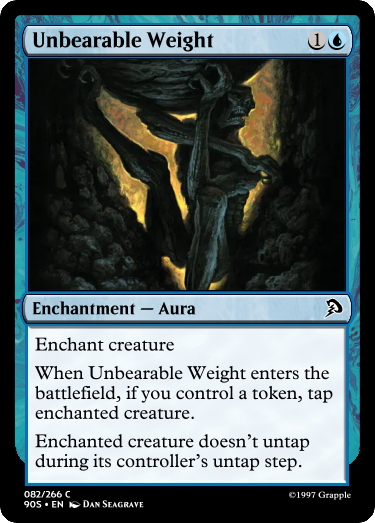 Unbearable Weight 1
Enchantment — Aura
Enchant creature
When Unbearable Weight enters the
battlefield, if you control a token, tap
enchanted creature.
Enchanted creature doesn't untap
during its controller's untap step.
082/266 C
90S • EN DAN SEAGRAVE
©1997 Grapple